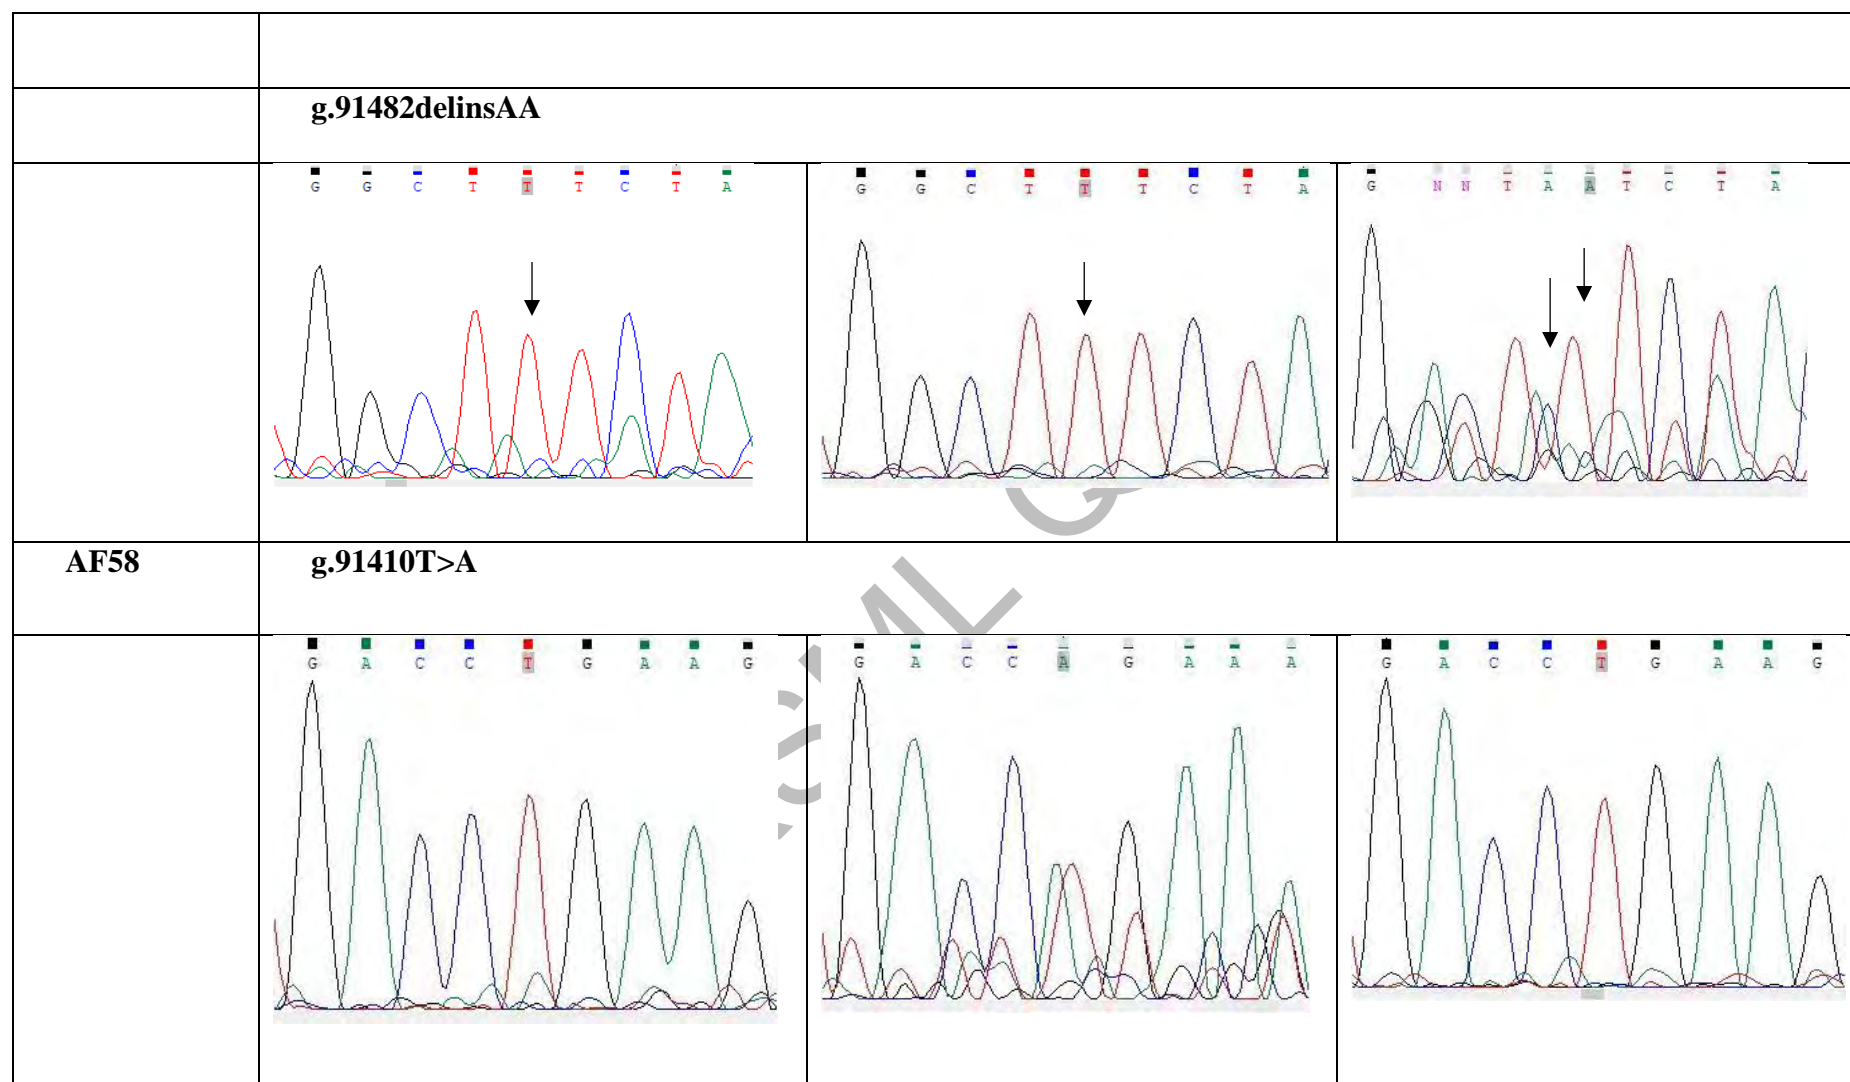 g.91482delinsAA
G G C T T T C T A
G G C T T T C T A
G N N T A A T C T A
AF58
g.91410T>A
G A C C T G A A G
G A C C A G A A A
G A C C T G A A G